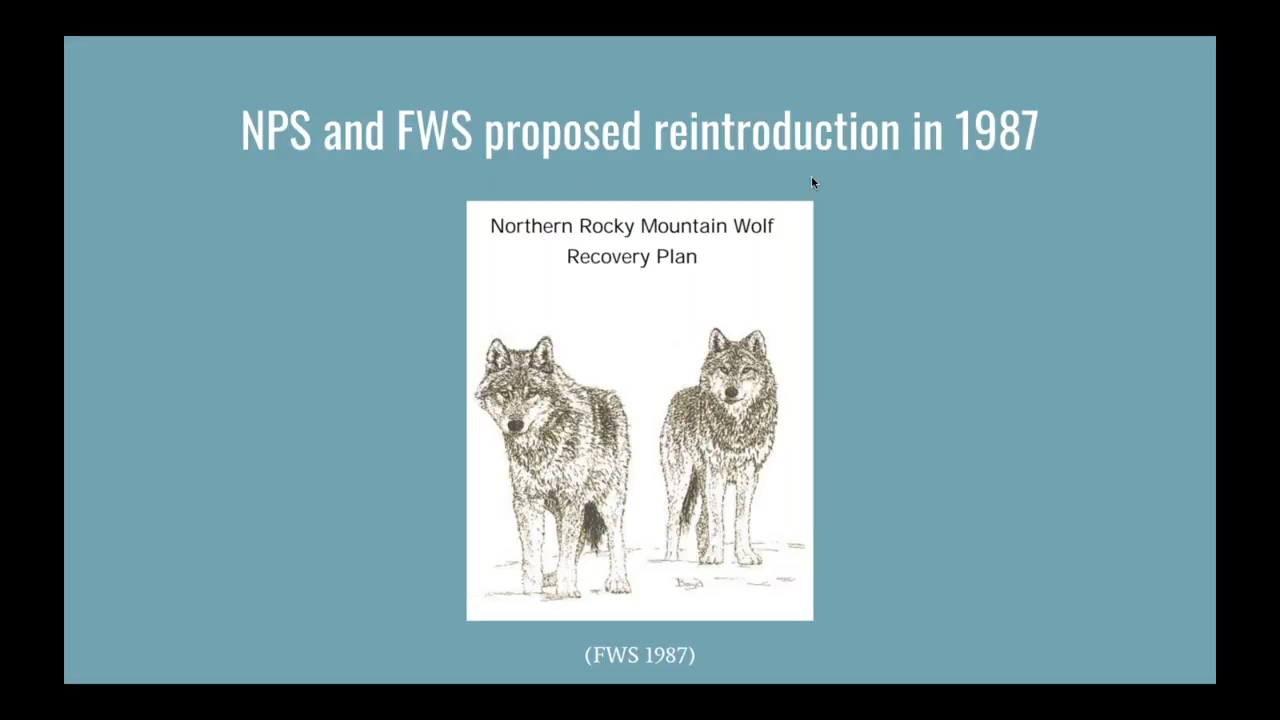 NPS and FWS proposed reintroduction in 1987
Northern Rocky Mountain Wolf
Recovery Plan
(FWS 1987)